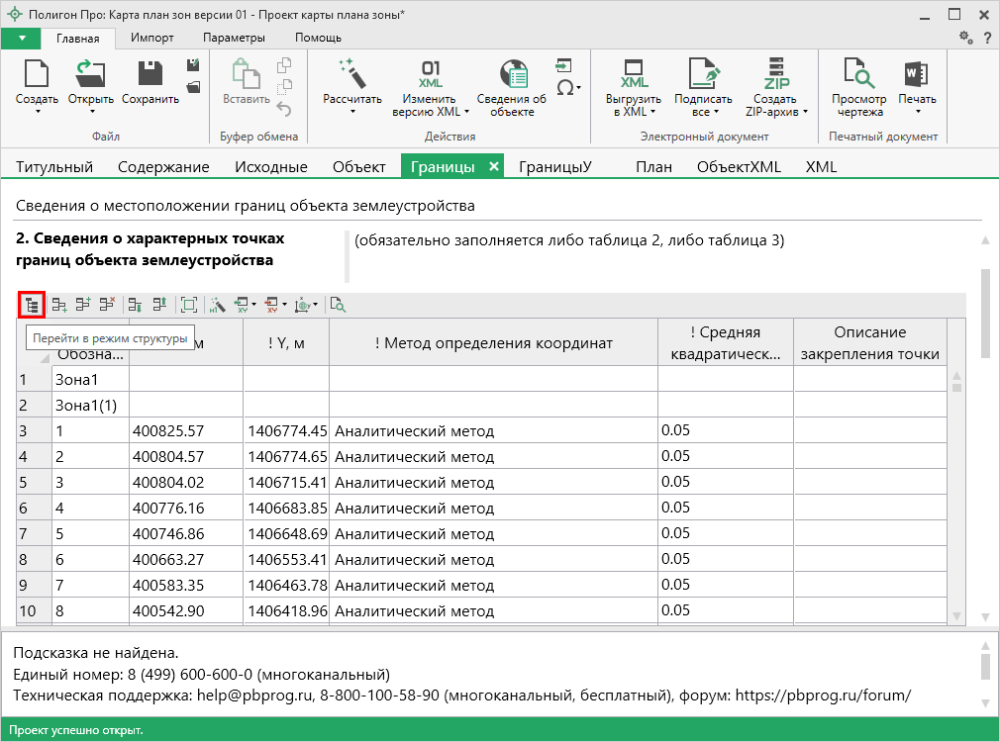 Полигон Про: Карта план зон версии 01 - Проект карты плана зоны*
Главная Импорт Параметры Помощь
?
01
XML XML ZIP W
Создать Открыть Сохранить Вставить Рассчитать Изменить версию XML Сведения об объекте Выгрузить в XML Подписать все Создать ZIP-архив Просмотр чертежа Печать
Файл Буфер обмена Действия Электронный документ Печатный документ
Титульный Содержание Исходные Объект Границы × ГраницыУ План ОбъектXML XML
Сведения о местоположении границ объекта землеустройства
2. Сведения о характерных точках
границ объекта землеустройства
(обязательно заполняется либо таблица 2, либо таблица 3)
Перейти в режим структуры
Обозна... м ! Y, м ! Метод определения координат ! Средняя квадратическ... Описание закрепления точки
1 Зона1
2 Зона1(1)
3 1 400825.57 1406774.45 Аналитический метод 0.05
4 2 400804.57 1406774.65 Аналитический метод 0.05
5 3 400804.02 1406715.41 Аналитический метод 0.05
6 4 400776.16 1406683.85 Аналитический метод 0.05
7 5 400746.86 1406648.69 Аналитический метод 0.05
8 6 400663.27 1406553.41 Аналитический метод 0.05
9 7 400583.35 1406463.78 Аналитический метод 0.05
10 8 400542.90 1406418.96 Аналитический метод 0.05
Подсказка не найдена.
Единый номер: 8 (499) 600-600-0 (многоканальный)
Техническая поддержка: help@pbprog.ru, 8-800-100-58-90 (многоканальный, бесплатный), форум: https://pbprog.ru/forum/
Проект успешно открыт.